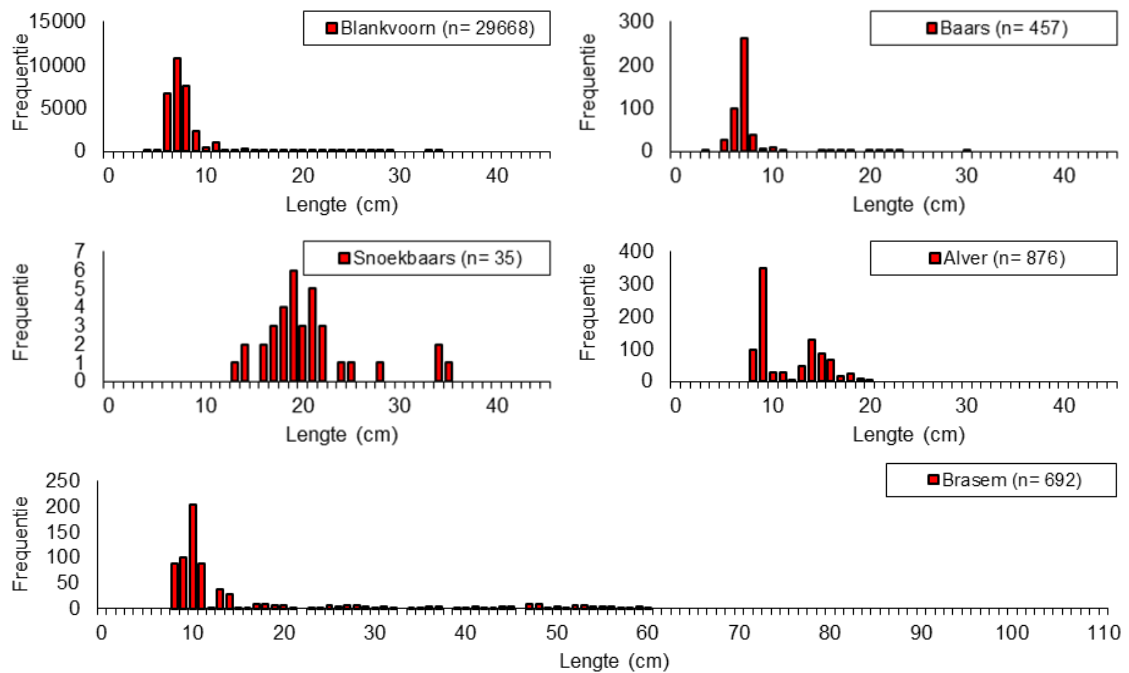 Blankvoorn (n= 29668)
Frequentie
15000
10000
5000
0
0 10 20 30 40
Lengte (cm)
Baars (n= 457)
Frequentie
300
200
100
0
0 10 20 30 40
Lengte (cm)
Snoekbaars (n= 35)
Frequentie
7
6
5
4
3
2
1
0
0 10 20 30 40
Lengte (cm)
Alver (n= 876)
Frequentie
400
300
200
100
0
0 10 20 30 40
Lengte (cm)
Brasem (n= 692)
Frequentie
250
200
150
100
50
0
0 10 20 30 40 50 60 70 80 90 100 110
Lengte (cm)